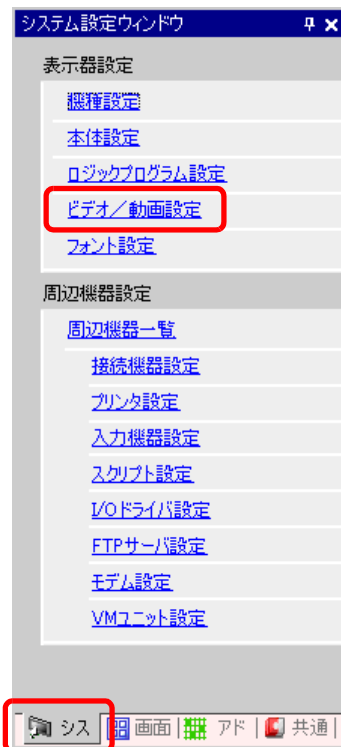 システム設定ウィンドウ
表示器設定
機種設定
本体設定
ロジックプログラム設定
ビデオ／動画設定
フォント設定
周辺機器設定
周辺機器一覧
接続機器設定
プリンタ設定
入力機器設定
スクリプト設定
I/Oドライバ設定
FTPサーバ設定
モデム設定
VMユニット設定
シス 画面 アド 共通